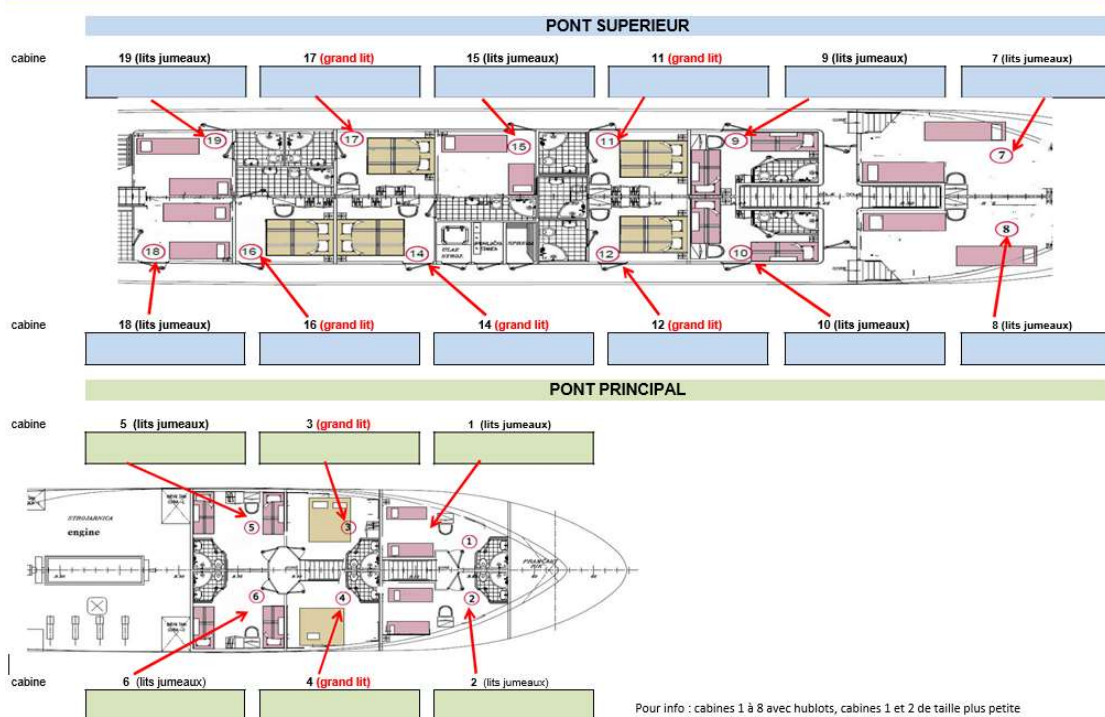 PONT SUPERIEUR
cabine 19 (lits jumeaux) 17 (grand lit) 15 (lits jumeaux) 11 (grand lit) 9 (lits jumeaux) 7 (lits jumeaux)
19 17 15 11 9 7
18 16 14 12 10 8
cabine 18 (lits jumeaux) 16 (grand lit) 14 (grand lit) 12 (grand lit) 10 (lits jumeaux) 8 (lits jumeaux)
PONT PRINCIPAL
cabine 5 (lits jumeaux) 3 (grand lit) 1 (lits jumeaux)
STROJARNICA
engine
5 3 1
6 4 2
cabine 6 (lits jumeaux) 4 (grand lit) 2 (lits jumeaux)
Pour info : cabines 1 à 8 avec hublots, cabines 1 et 2 de taille plus petite